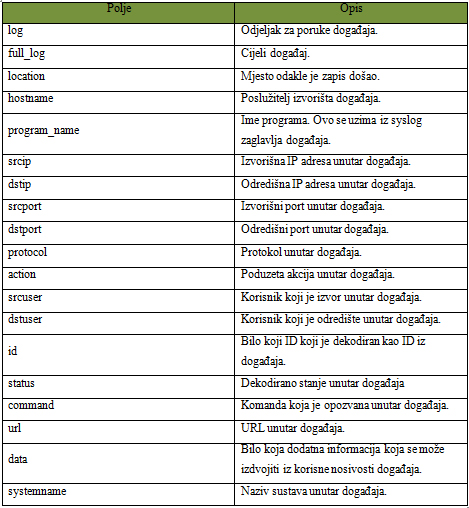 Polje Opis
log Odjeljak za poruke događaja.
full_log Cijeli događaj.
location Mjesto odakle je zapis došao.
hostname Poslužitelj izvorišta događaja.
program_name Ime programa. Ovo se uzima iz syslog
zaglavlja događaja.
srcip Izvorišna IP adresa unutar događaja.
dstip Odredišna IP adresa unutar događaja.
srcport Izvorišni port unutar događaja.
dstport Odredišni port unutar događaja.
protocol Protokol unutar događaja.
action Poduzeta akcija unutar događaja.
srcuser Korisnik koji je izvor unutar događaja.
dstuser Korisnik koji je odredište unutar događaja.
id Bilo koji ID koji je dekodiran kao ID iz
događaja.
status Dekodirano stanje unutar događaja
command Komanda koja je opozvana unutar događaja.
url URL unutar događaja.
data Bilo koja dodatna informacija koja se može
izdvojiti iz korisne nosivosti događaja.
systemname Naziv sustava unutar događaja.